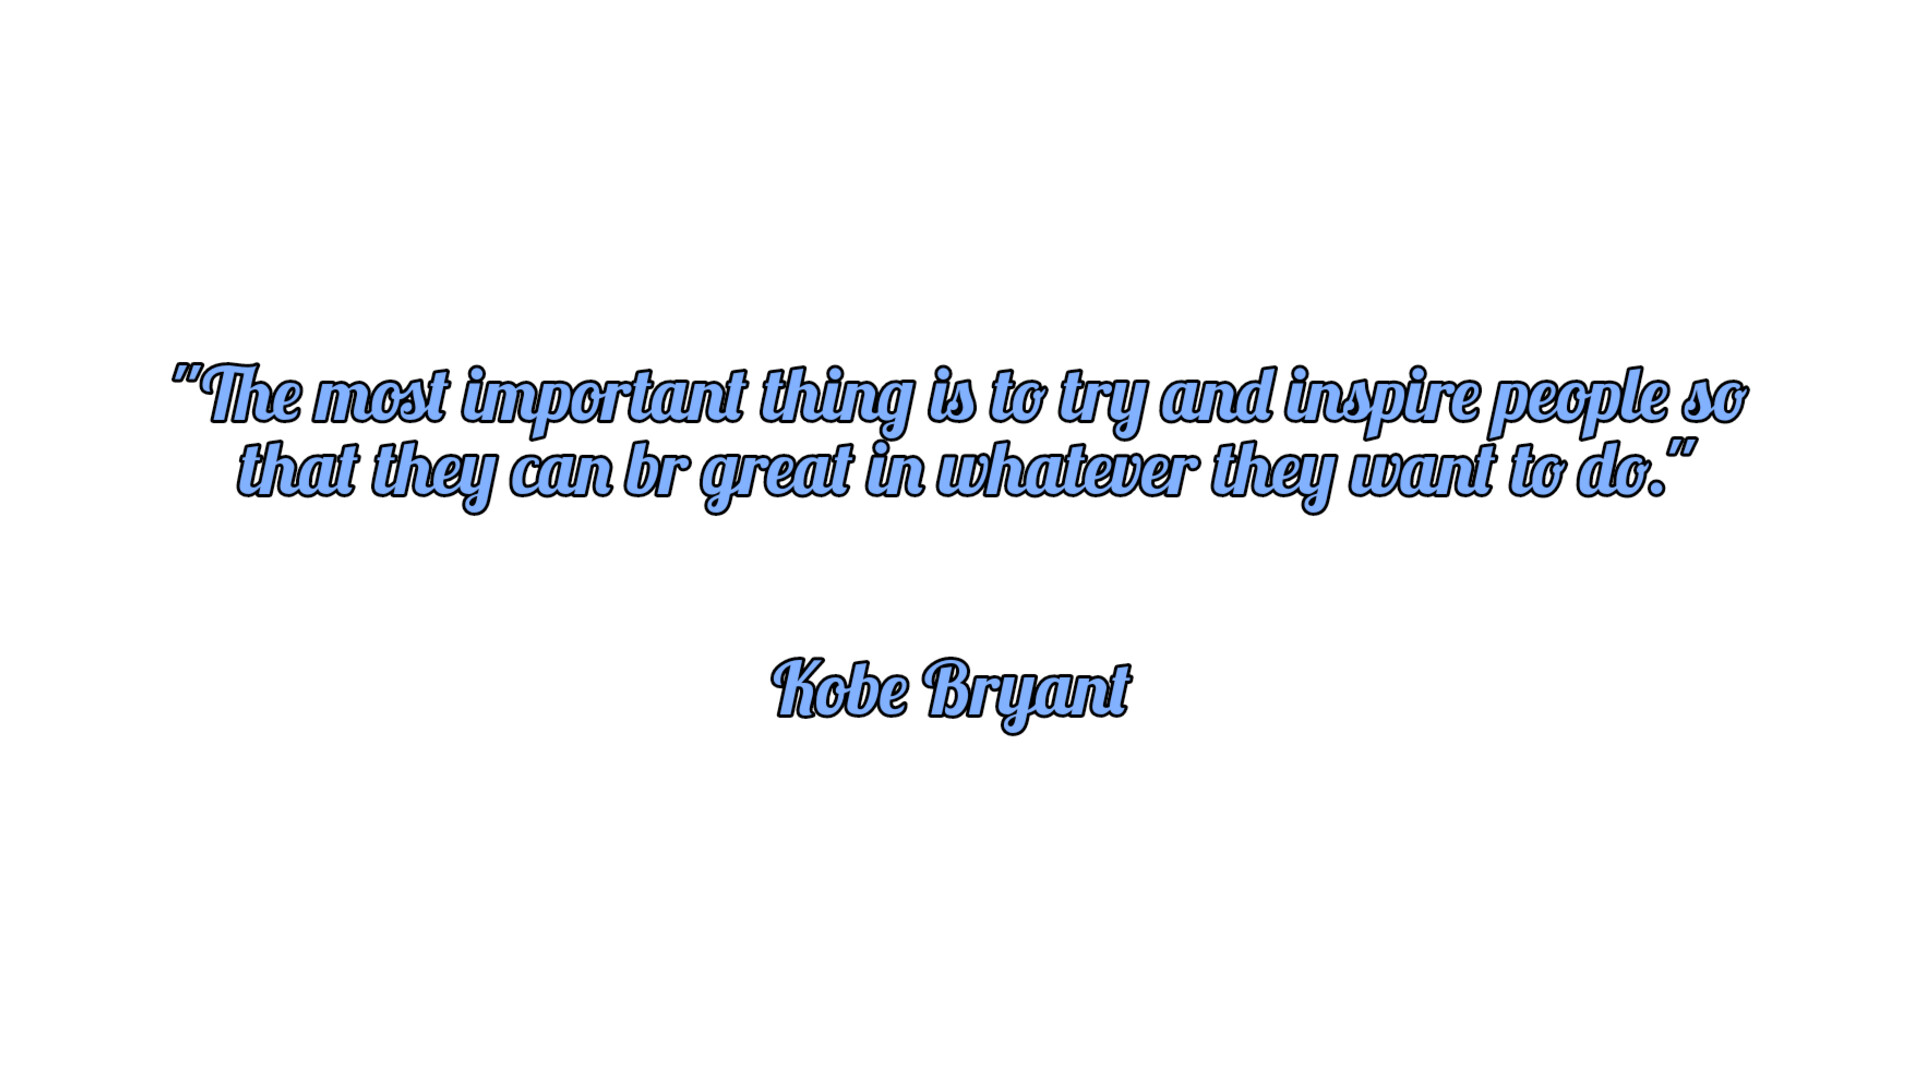 "The most important thing is to try and inspire people so
that they can br great in whatever they want to do."
Kobe Bryant